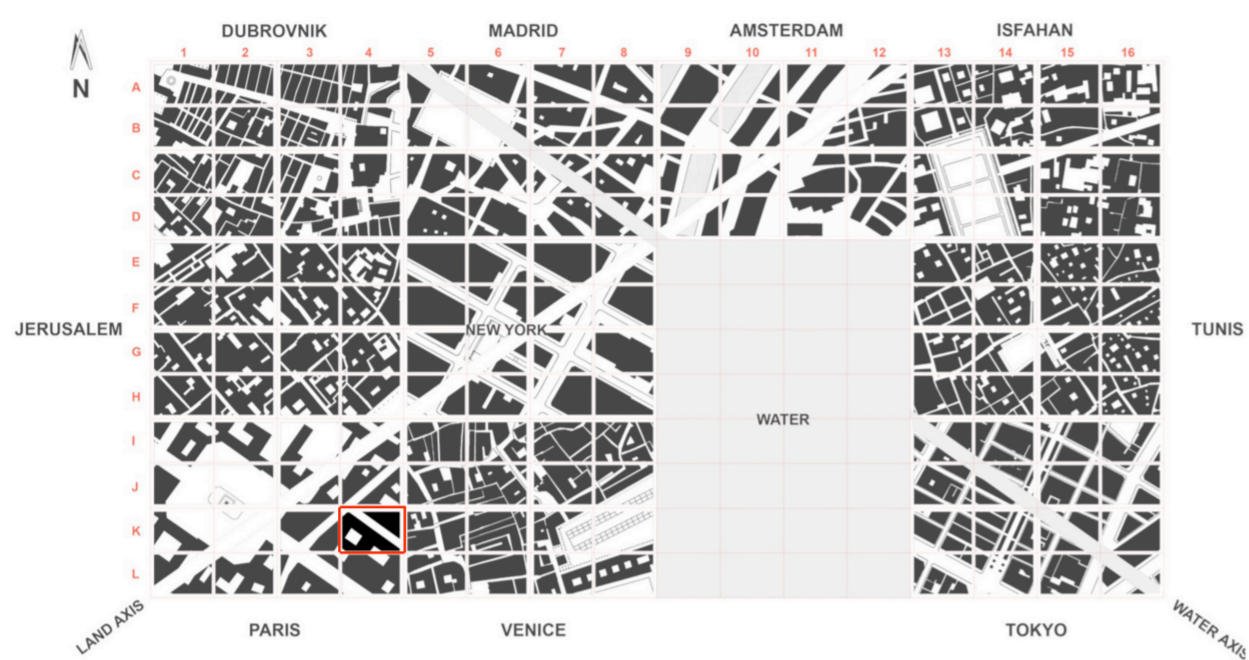 DUBROVNIK MADRID AMSTERDAM ISFAHAN
1 2 3 4 5 6 7 8 9 10 11 12 13 14 15 16
N
A
B
C
D
E
F
JERUSALEM NEW YORK TUNIS
G
H
WATER
I
J
K
L
LAND AXIS WATER AXIS
PARIS VENICE TOKYO